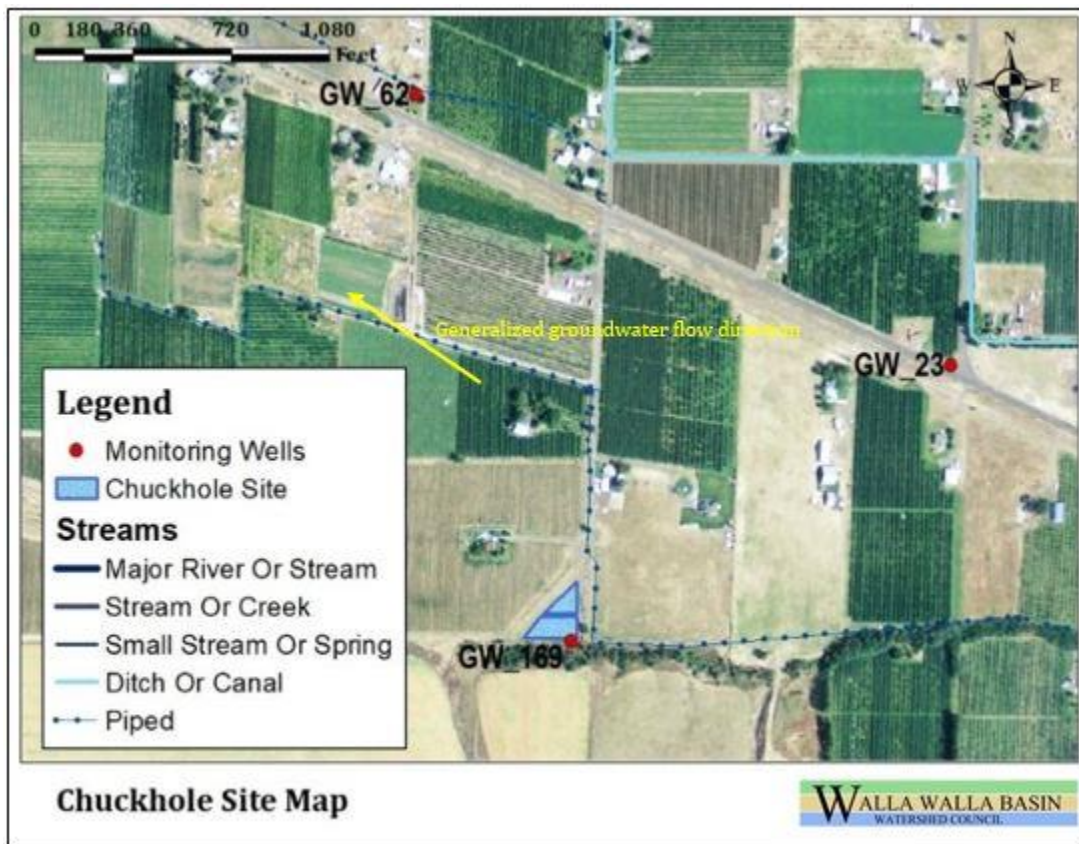 0 180 360 720 1,080
Feet
N
W E
S
GW_62
Generalized groundwater flow direction
GW_23
GW_169
Legend
Monitoring Wells
Chuckhole Site
Streams
Major River Or Stream
Stream Or Creek
Small Stream Or Spring
Ditch Or Canal
Piped
Chuckhole Site Map
WALLA WALLA BASIN
WATERSHED COUNCIL